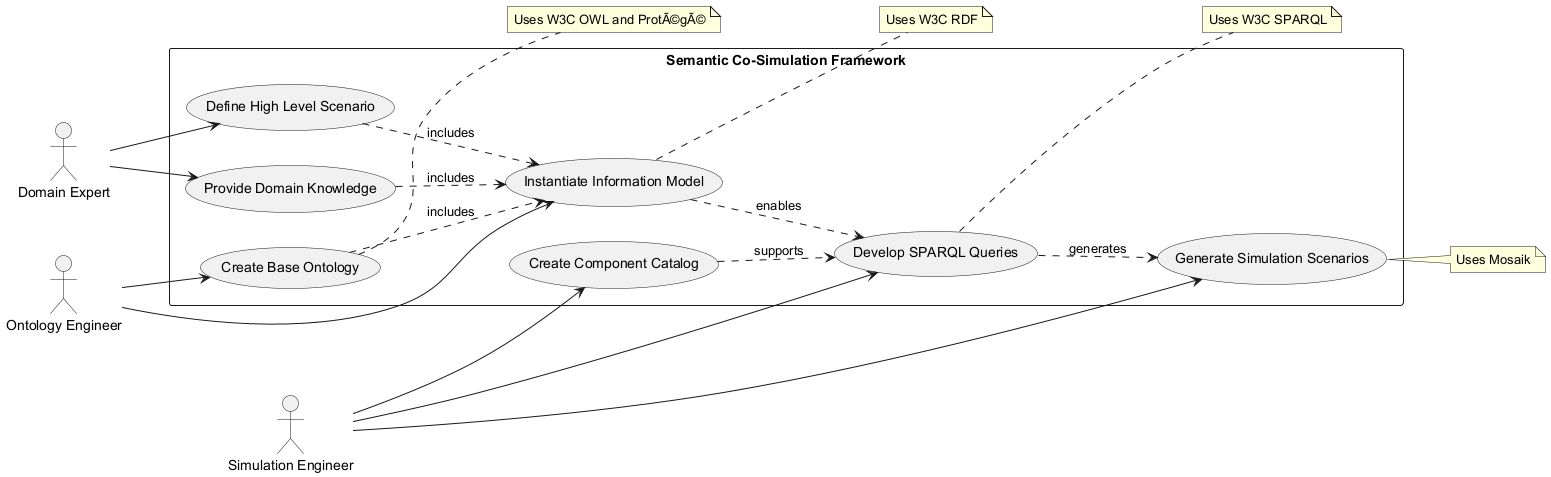 Uses W3C OWL and ProtÃ©gÃ©
Uses W3C RDF
Uses W3C SPARQL
Semantic Co-Simulation Framework
Define High Level Scenario
includes
Domain Expert
Provide Domain Knowledge
includes
Instantiate Information Model
includes
enables
Create Base Ontology
Create Component Catalog
supports
Develop SPARQL Queries
generates
Generate Simulation Scenarios
Uses Mosaik
Ontology Engineer
Simulation Engineer